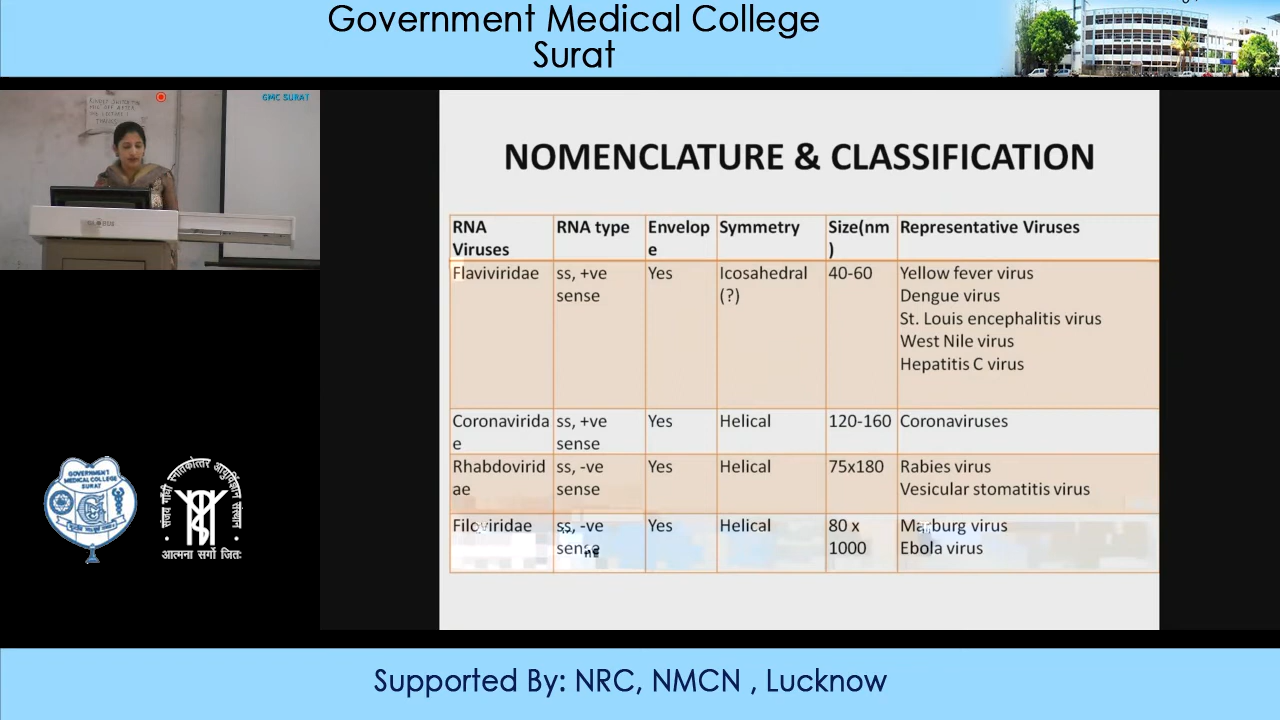 Government Medical College
Surat
GMC SURAT
NOMENCLATURE & CLASSIFICATION
RNA Viruses RNA type Envelope Symmetry Size(nm) Representative Viruses
Flaviviridae ss, +ve sense Yes Icosahedral (?) 40-60 Yellow fever virus
Dengue virus
St. Louis encephalitis virus
West Nile virus
Hepatitis C virus
Coronaviridae ss, +ve sense Yes Helical 120-160 Coronaviruses
Rhabdoviridae ss, -ve sense Yes Helical 75x180 Rabies virus
Vesicular stomatitis virus
Filoviridae ss, -ve sense Yes Helical 80 x 1000 Marburg virus
Ebola virus
GOVERNMENT
MEDICAL COLLEGE
SURAT
संजय गांधी स्नातकोत्तर आयुर्विज्ञान संस्थान
आत्मना सर्गो जितः
Supported By: NRC, NMCN , Lucknow